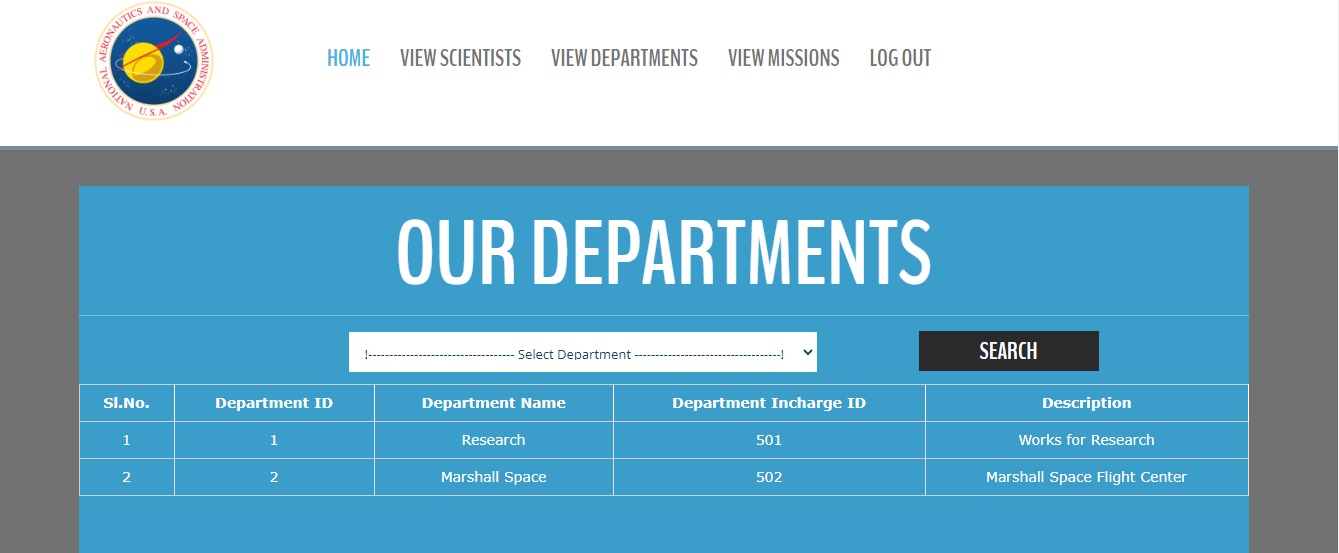 NATIONAL AERONAUTICS AND SPACE ADMINISTRATION
U.S.A.
HOME VIEW SCIENTISTS VIEW DEPARTMENTS VIEW MISSIONS LOG OUT
OUR DEPARTMENTS
!----------------------------------- Select Department -----------------------------------!
SEARCH
Sl.No. Department ID Department Name Department Incharge ID Description
1 1 Research 501 Works for Research
2 2 Marshall Space 502 Marshall Space Flight Center